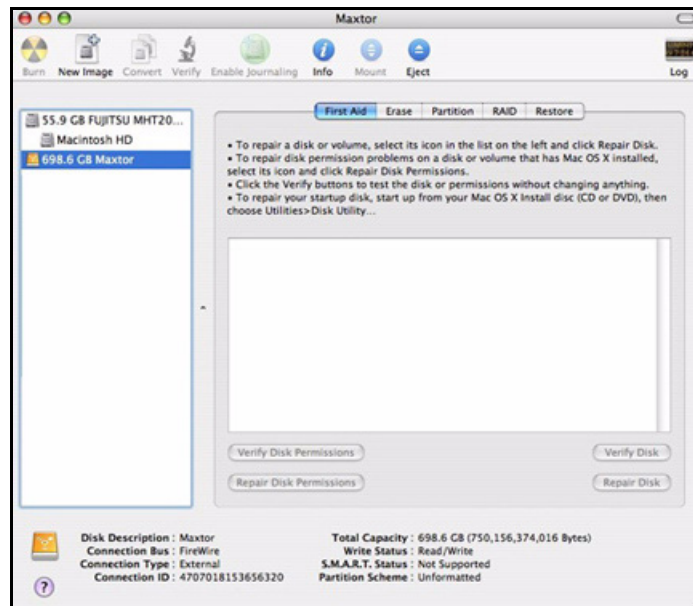 Maxtor
Burn New Image Convert Verify Enable Journaling Info Mount Eject Log
55.9 GB FUJITSU MHT20...
Macintosh HD
698.6 GB Maxtor
First Aid Erase Partition RAID Restore
• To repair a disk or volume, select its icon in the list on the left and click Repair Disk.
• To repair disk permission problems on a disk or volume that has Mac OS X installed,
select its icon and click Repair Disk Permissions.
• Click the Verify buttons to test the disk or permissions without changing anything.
• To repair your startup disk, start up from your Mac OS X Install disc (CD or DVD), then
choose Utilities>Disk Utility...
Verify Disk Permissions Verify Disk
Repair Disk Permissions Repair Disk
Disk Description : Maxtor Total Capacity : 698.6 GB (750,156,374,016 Bytes)
Connection Bus : FireWire Write Status : Read/Write
Connection Type : External S.M.A.R.T. Status : Not Supported
Connection ID : 4707018153656320 Partition Scheme : Unformatted
?